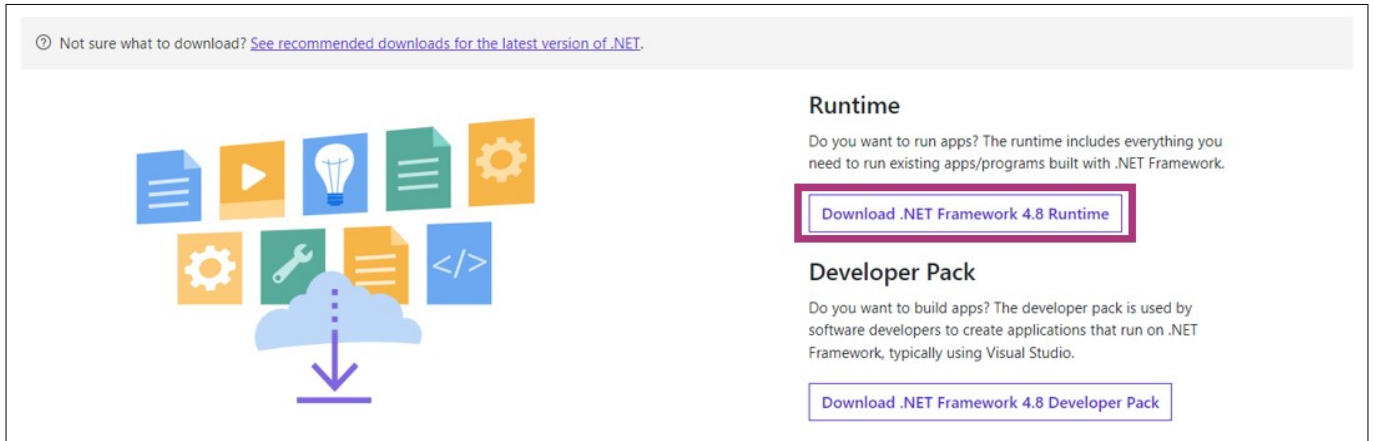 Not sure what to download? See recommended downloads for the latest version of .NET.
Runtime
Do you want to run apps? The runtime includes everything you
need to run existing apps/programs built with .NET Framework.
Download .NET Framework 4.8 Runtime
Developer Pack
Do you want to build apps? The developer pack is used by
software developers to create applications that run on .NET
Framework, typically using Visual Studio.
Download .NET Framework 4.8 Developer Pack
</>